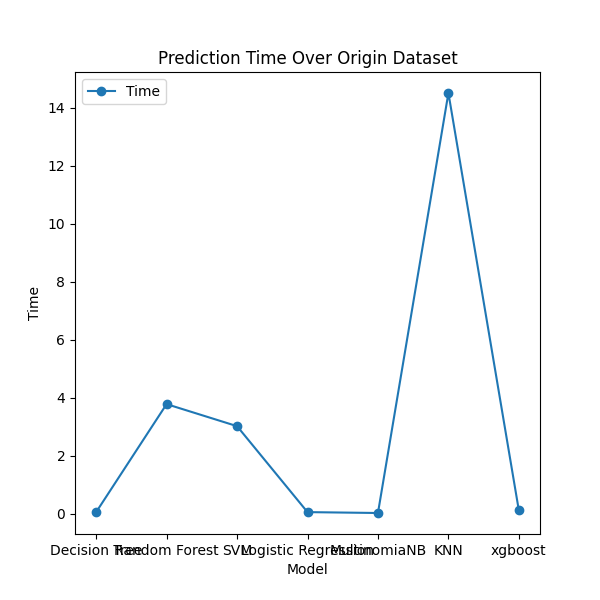 Prediction Time Over Origin Dataset
Time
14
12
10
8
6
4
2
0
Time
Decision Tree Random Forest SVM Logistic Regression MultinomiaNB KNN xgboost
Model